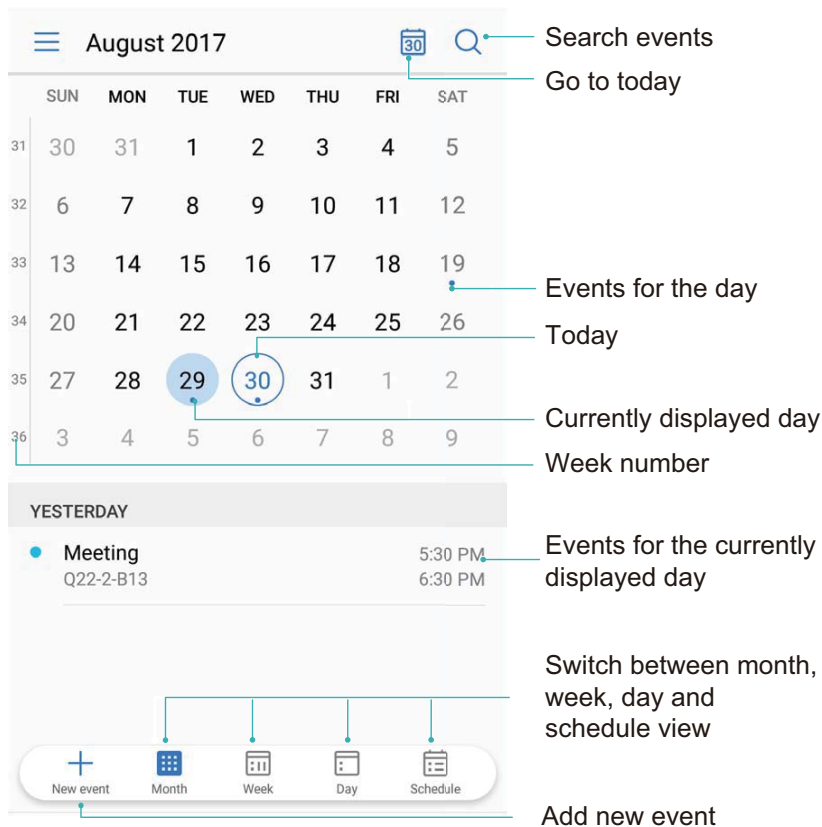 August 2017
30
Search events
Go to today
SUN MON TUE WED THU FRI SAT
31 30 31 1 2 3 4 5
32 6 7 8 9 10 11 12
33 13 14 15 16 17 18 19
Events for the day
34 20 21 22 23 24 25 26
Today
35 27 28 29 30 31 1 2
Currently displayed day
36 3 4 5 6 7 8 9
Week number
YESTERDAY
Meeting 5:30 PM
Q22-2-B13 6:30 PM
Events for the currently
displayed day
Switch between month,
week, day and
schedule view
New event Month Week Day Schedule
Add new event